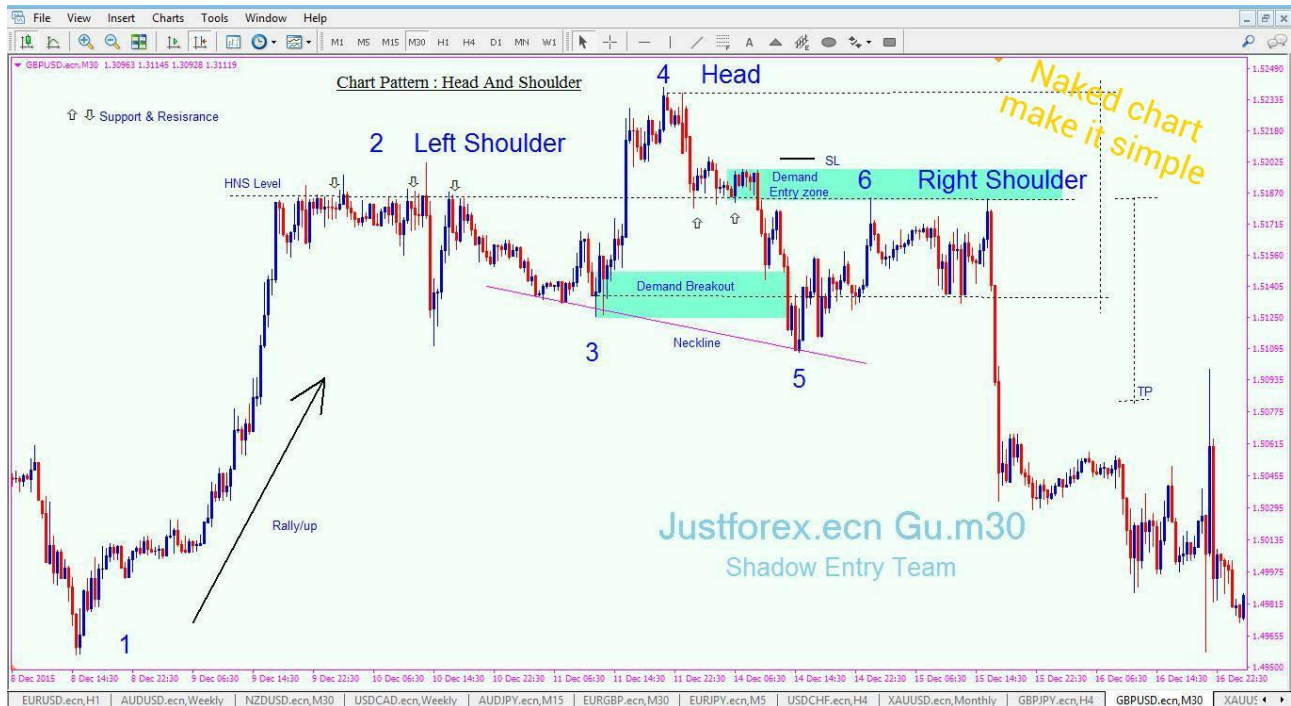 File View Insert Charts Tools Window Help
M1 M5 M15 M30 H1 H4 D1 MN W1
GBPUSD.ecn,M30 1.30963 1.31145 1.30928 1.31119
Chart Pattern : Head And Shoulder
4 Head
Naked chart
make it simple
⇧ ⇩ Support & Resisrance
2 Left Shoulder
SL
HNS Level
Demand
Entry zone
6 Right Shoulder
Demand Breakout
3
Neckline
5
TP
Rally/up
1
Justforex.ecn Gu.m30
Shadow Entry Team
1.52490
1.52335
1.52180
1.52025
1.51870
1.51715
1.51560
1.51405
1.51250
1.51095
1.50935
1.50775
1.50615
1.50455
1.50295
1.50135
1.49975
1.49815
1.49655
1.49500
8 Dec 2015 8 Dec 14:30 8 Dec 22:30 9 Dec 06:30 9 Dec 14:30 9 Dec 22:30 10 Dec 06:30 10 Dec 14:30 10 Dec 22:30 11 Dec 06:30 11 Dec 14:30 11 Dec 22:30 14 Dec 06:30 14 Dec 14:30 14 Dec 22:30 15 Dec 06:30 15 Dec 14:30 15 Dec 22:30 16 Dec 06:30 16 Dec 14:30 16 Dec 22:30
EURUSD.ecn,H1 AUDUSD.ecn,Weekly NZDUSD.ecn,M30 USDCAD.ecn,Weekly AUDJPY.ecn,M15 EURGBP.ecn,M30 EURJPY.ecn,M5 USDCHF.ecn,H4 XAUUSD.ecn,Monthly GBPJPY.ecn,H4 GBPUSD.ecn,M30 XAUUS